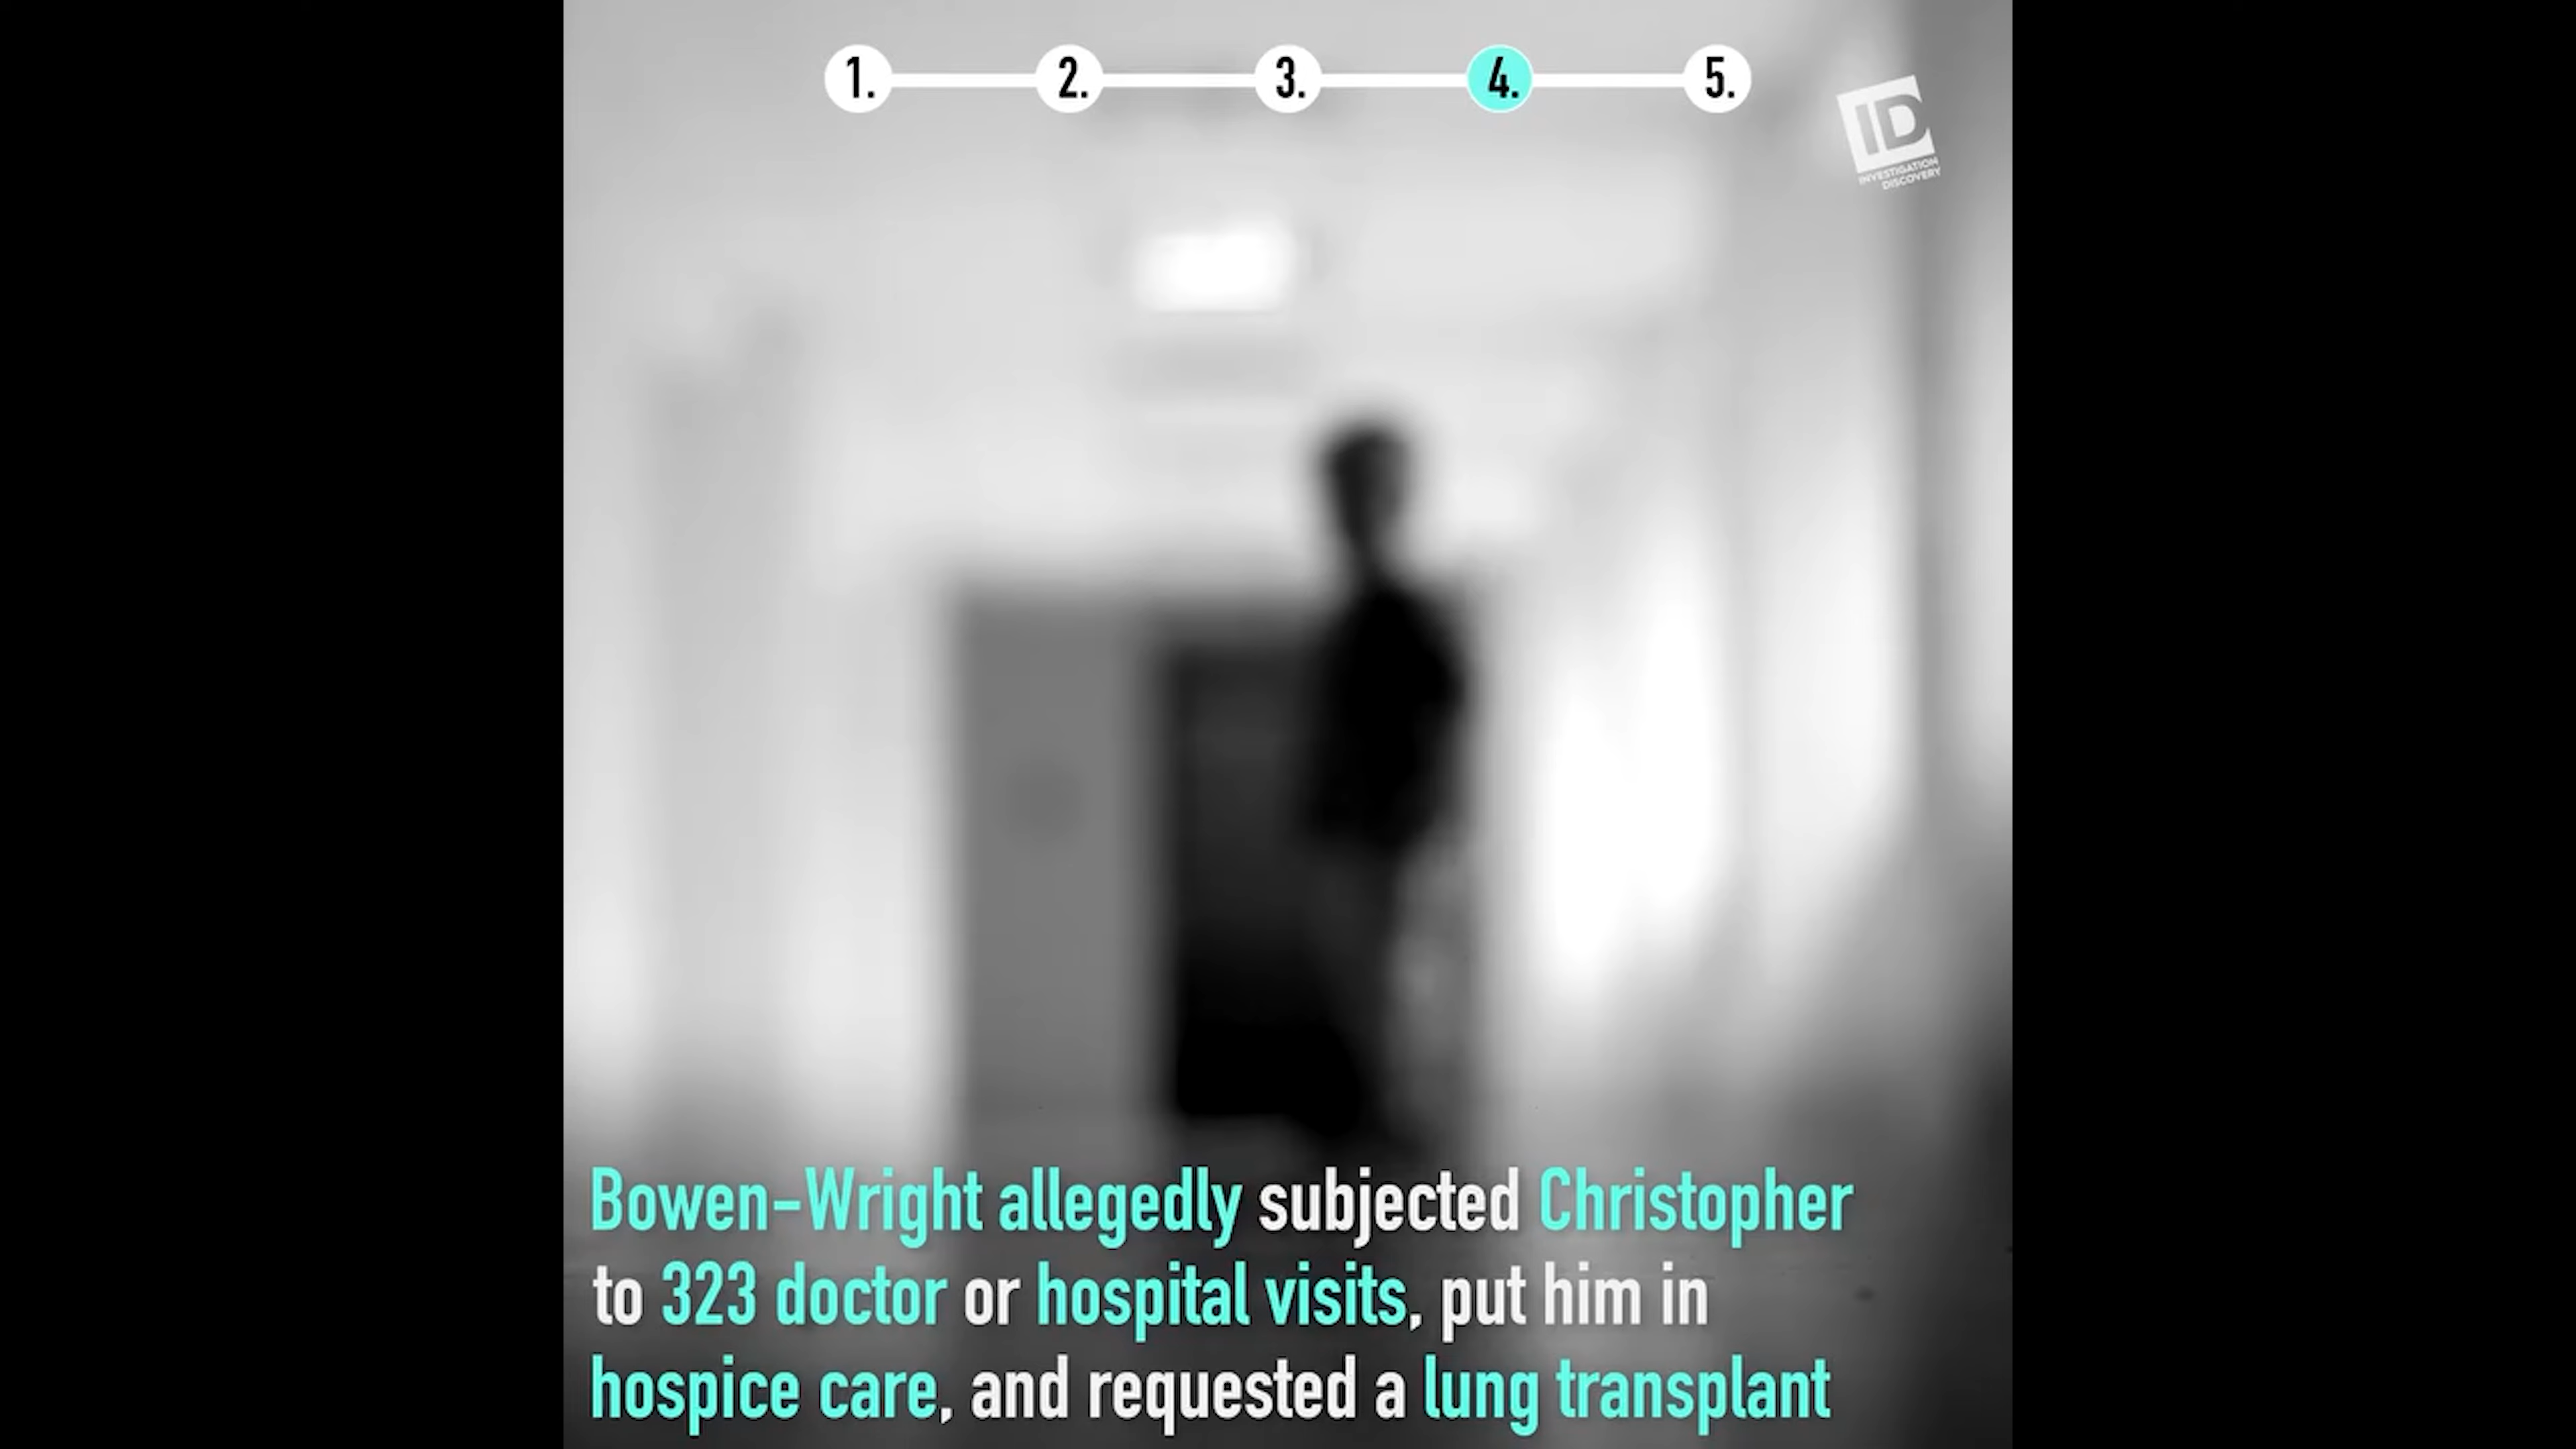 1. 2. 3. 4. 5.
ID
INVESTIGATION
DISCOVERY
Bowen-Wright allegedly subjected Christopher
to 323 doctor or hospital visits, put him in
hospice care, and requested a lung transplant